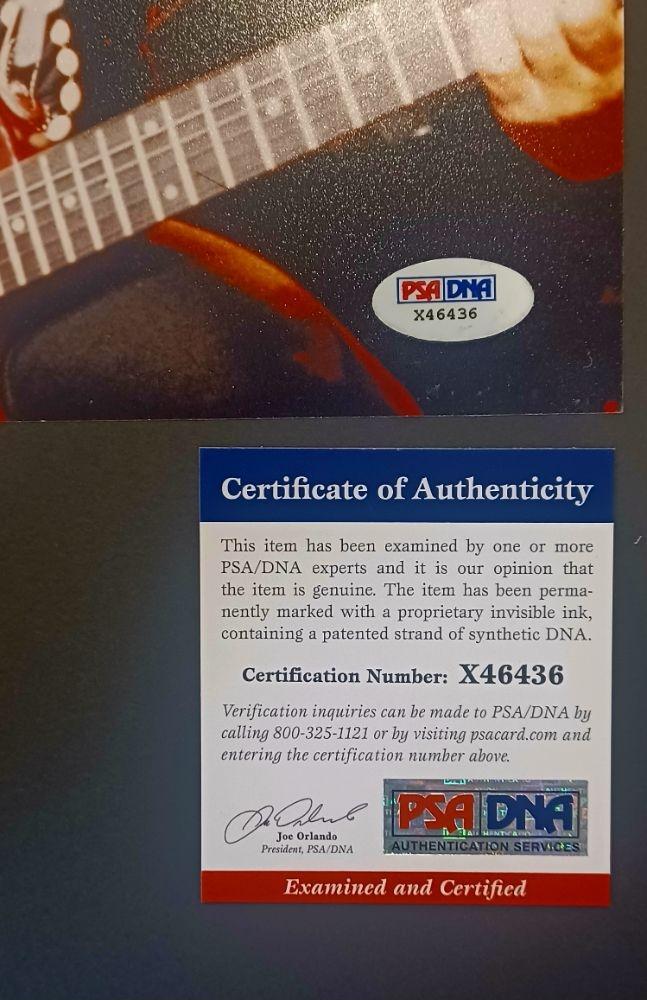 PSA DNA
X46436
Certificate of Authenticity
This item has been examined by one or more
PSA/DNA experts and it is our opinion that
the item is genuine. The item has been perma-
nently marked with a proprietary invisible ink,
containing a patented strand of synthetic DNA.
Certification Number: X46436
Verification inquiries can be made to PSA/DNA by
calling 800-325-1121 or by visiting psacard.com and
entering the certification number above.
Joe Orlando
President, PSA/DNA
PSA DNA
AUTHENTICATION SERVICES
Examined and Certified